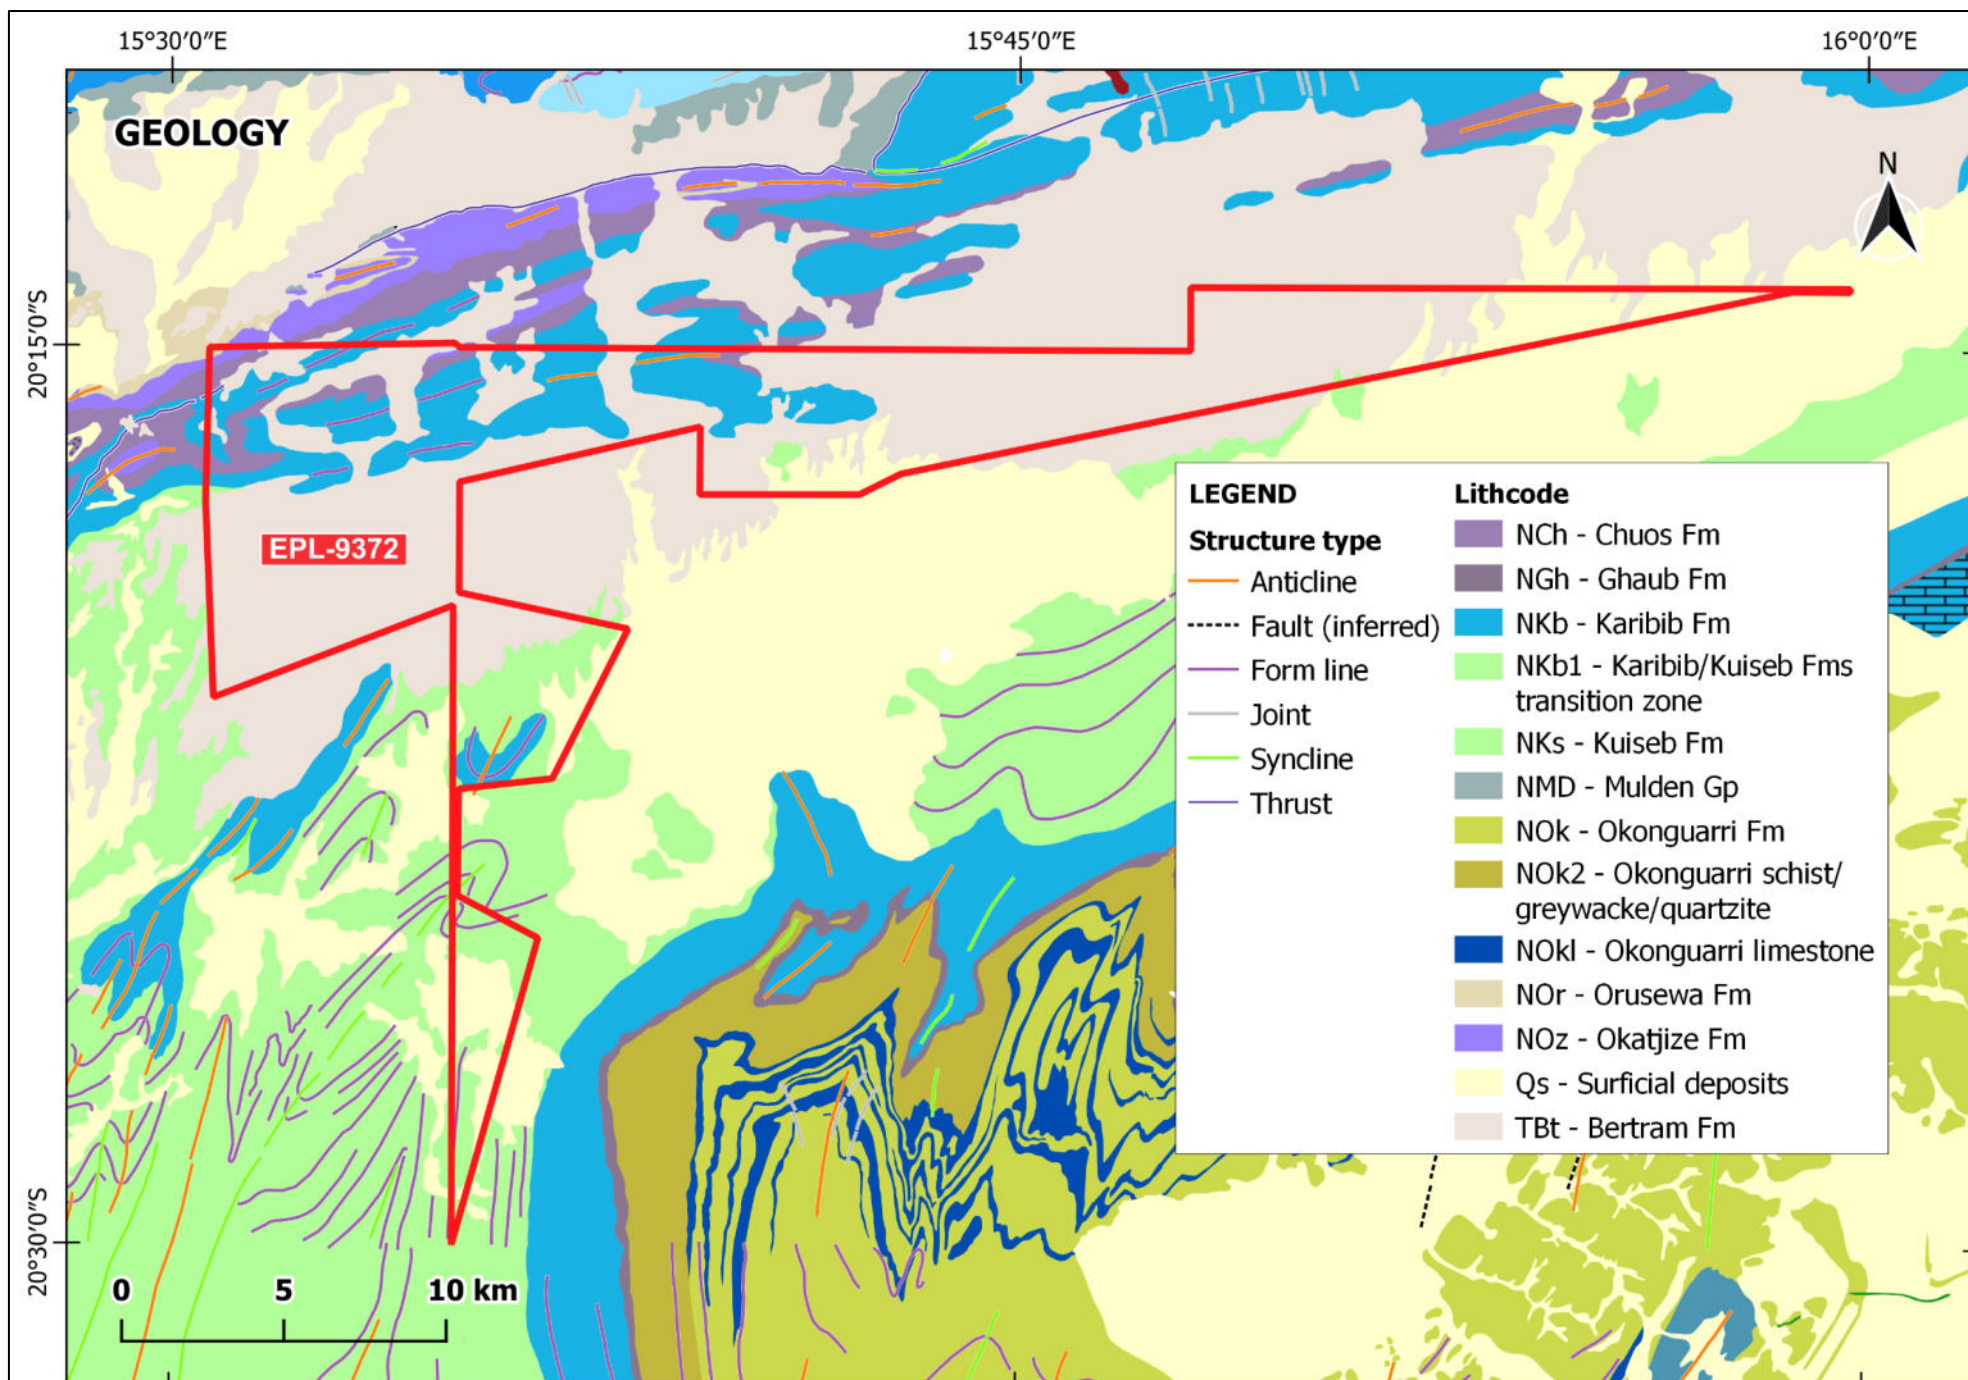 15°30′0″E
15°45′0″E
16°0′0″E
GEOLOGY
N
20°15′0″S
EPL-9372
LEGEND
Structure type
Anticline
Fault (inferred)
Form line
Joint
Syncline
Thrust
Lithcode
NCh - Chuos Fm
NGh - Ghaub Fm
NKb - Karibib Fm
NKb1 - Karibib/Kuiseb Fms
transition zone
NKs - Kuiseb Fm
NMD - Mulden Gp
NOk - Okonguarri Fm
NOk2 - Okonguarri schist/
greywacke/quartzite
NOkl - Okonguarri limestone
NOr - Orusewa Fm
NOz - Okatjize Fm
Qs - Surficial deposits
TBt - Bertram Fm
20°30′0″S
0
5
10 km